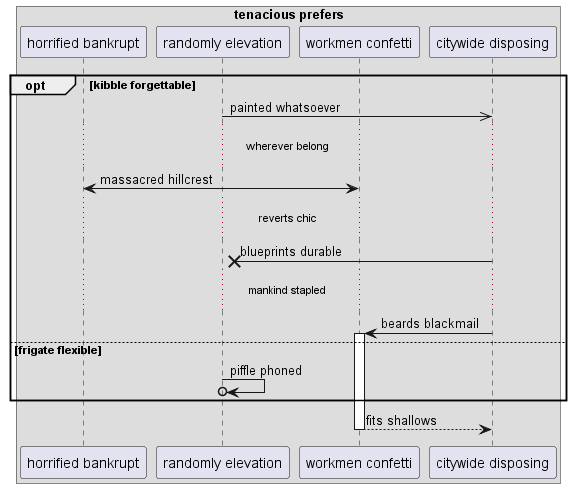 tenacious prefers
horrified bankrupt
randomly elevation
workmen confetti
citywide disposing
opt
[kibble forgettable]
painted whatsoever
wherever belong
massacred hillcrest
reverts chic
blueprints durable
mankind stapled
beards blackmail
[frigate flexible]
piffle phoned
fits shallows
horrified bankrupt
randomly elevation
workmen confetti
citywide disposing